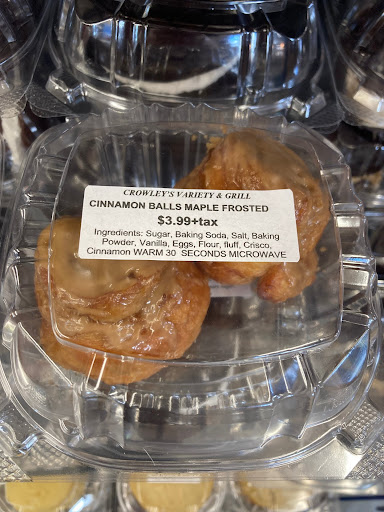 CROWLEY'S VARIETY & GRILL
CINNAMON BALLS MAPLE FROSTED
$3.99+tax
Ingredients: Sugar, Baking Soda, Salt, Baking
Powder, Vanilla, Eggs, Flour, fluff, Crisco,
Cinnamon WARM 30 SECONDS MICROWAVE